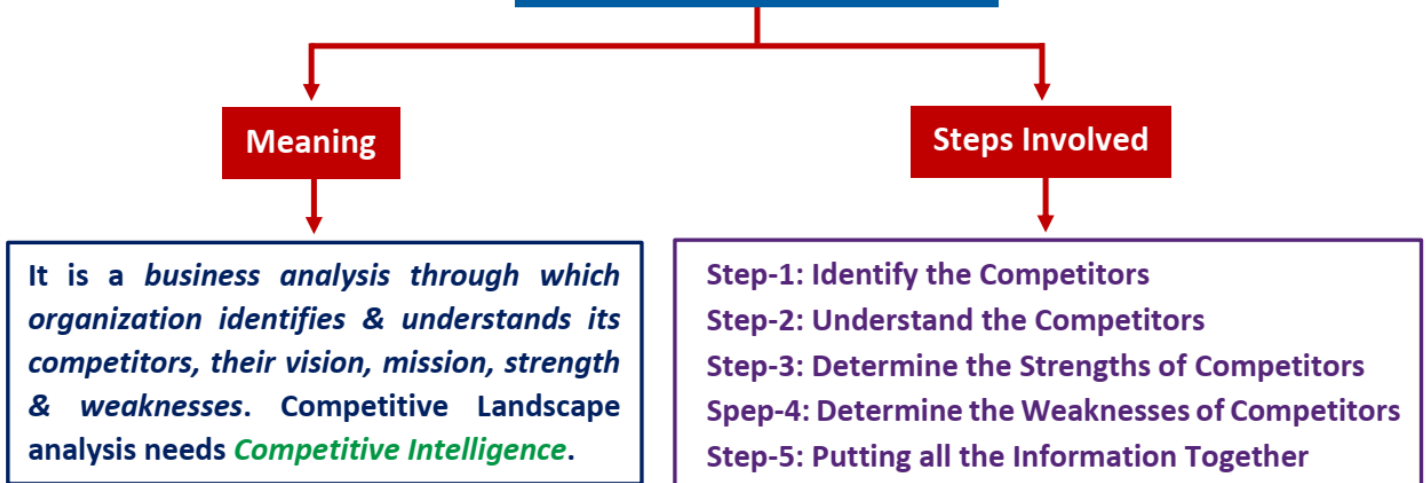 Meaning
Steps Involved
It is a business analysis through which
organization identifies & understands its
competitors, their vision, mission, strength
& weaknesses. Competitive Landscape
analysis needs Competitive Intelligence.
Step-1: Identify the Competitors
Step-2: Understand the Competitors
Step-3: Determine the Strengths of Competitors
Spep-4: Determine the Weaknesses of Competitors
Step-5: Putting all the Information Together